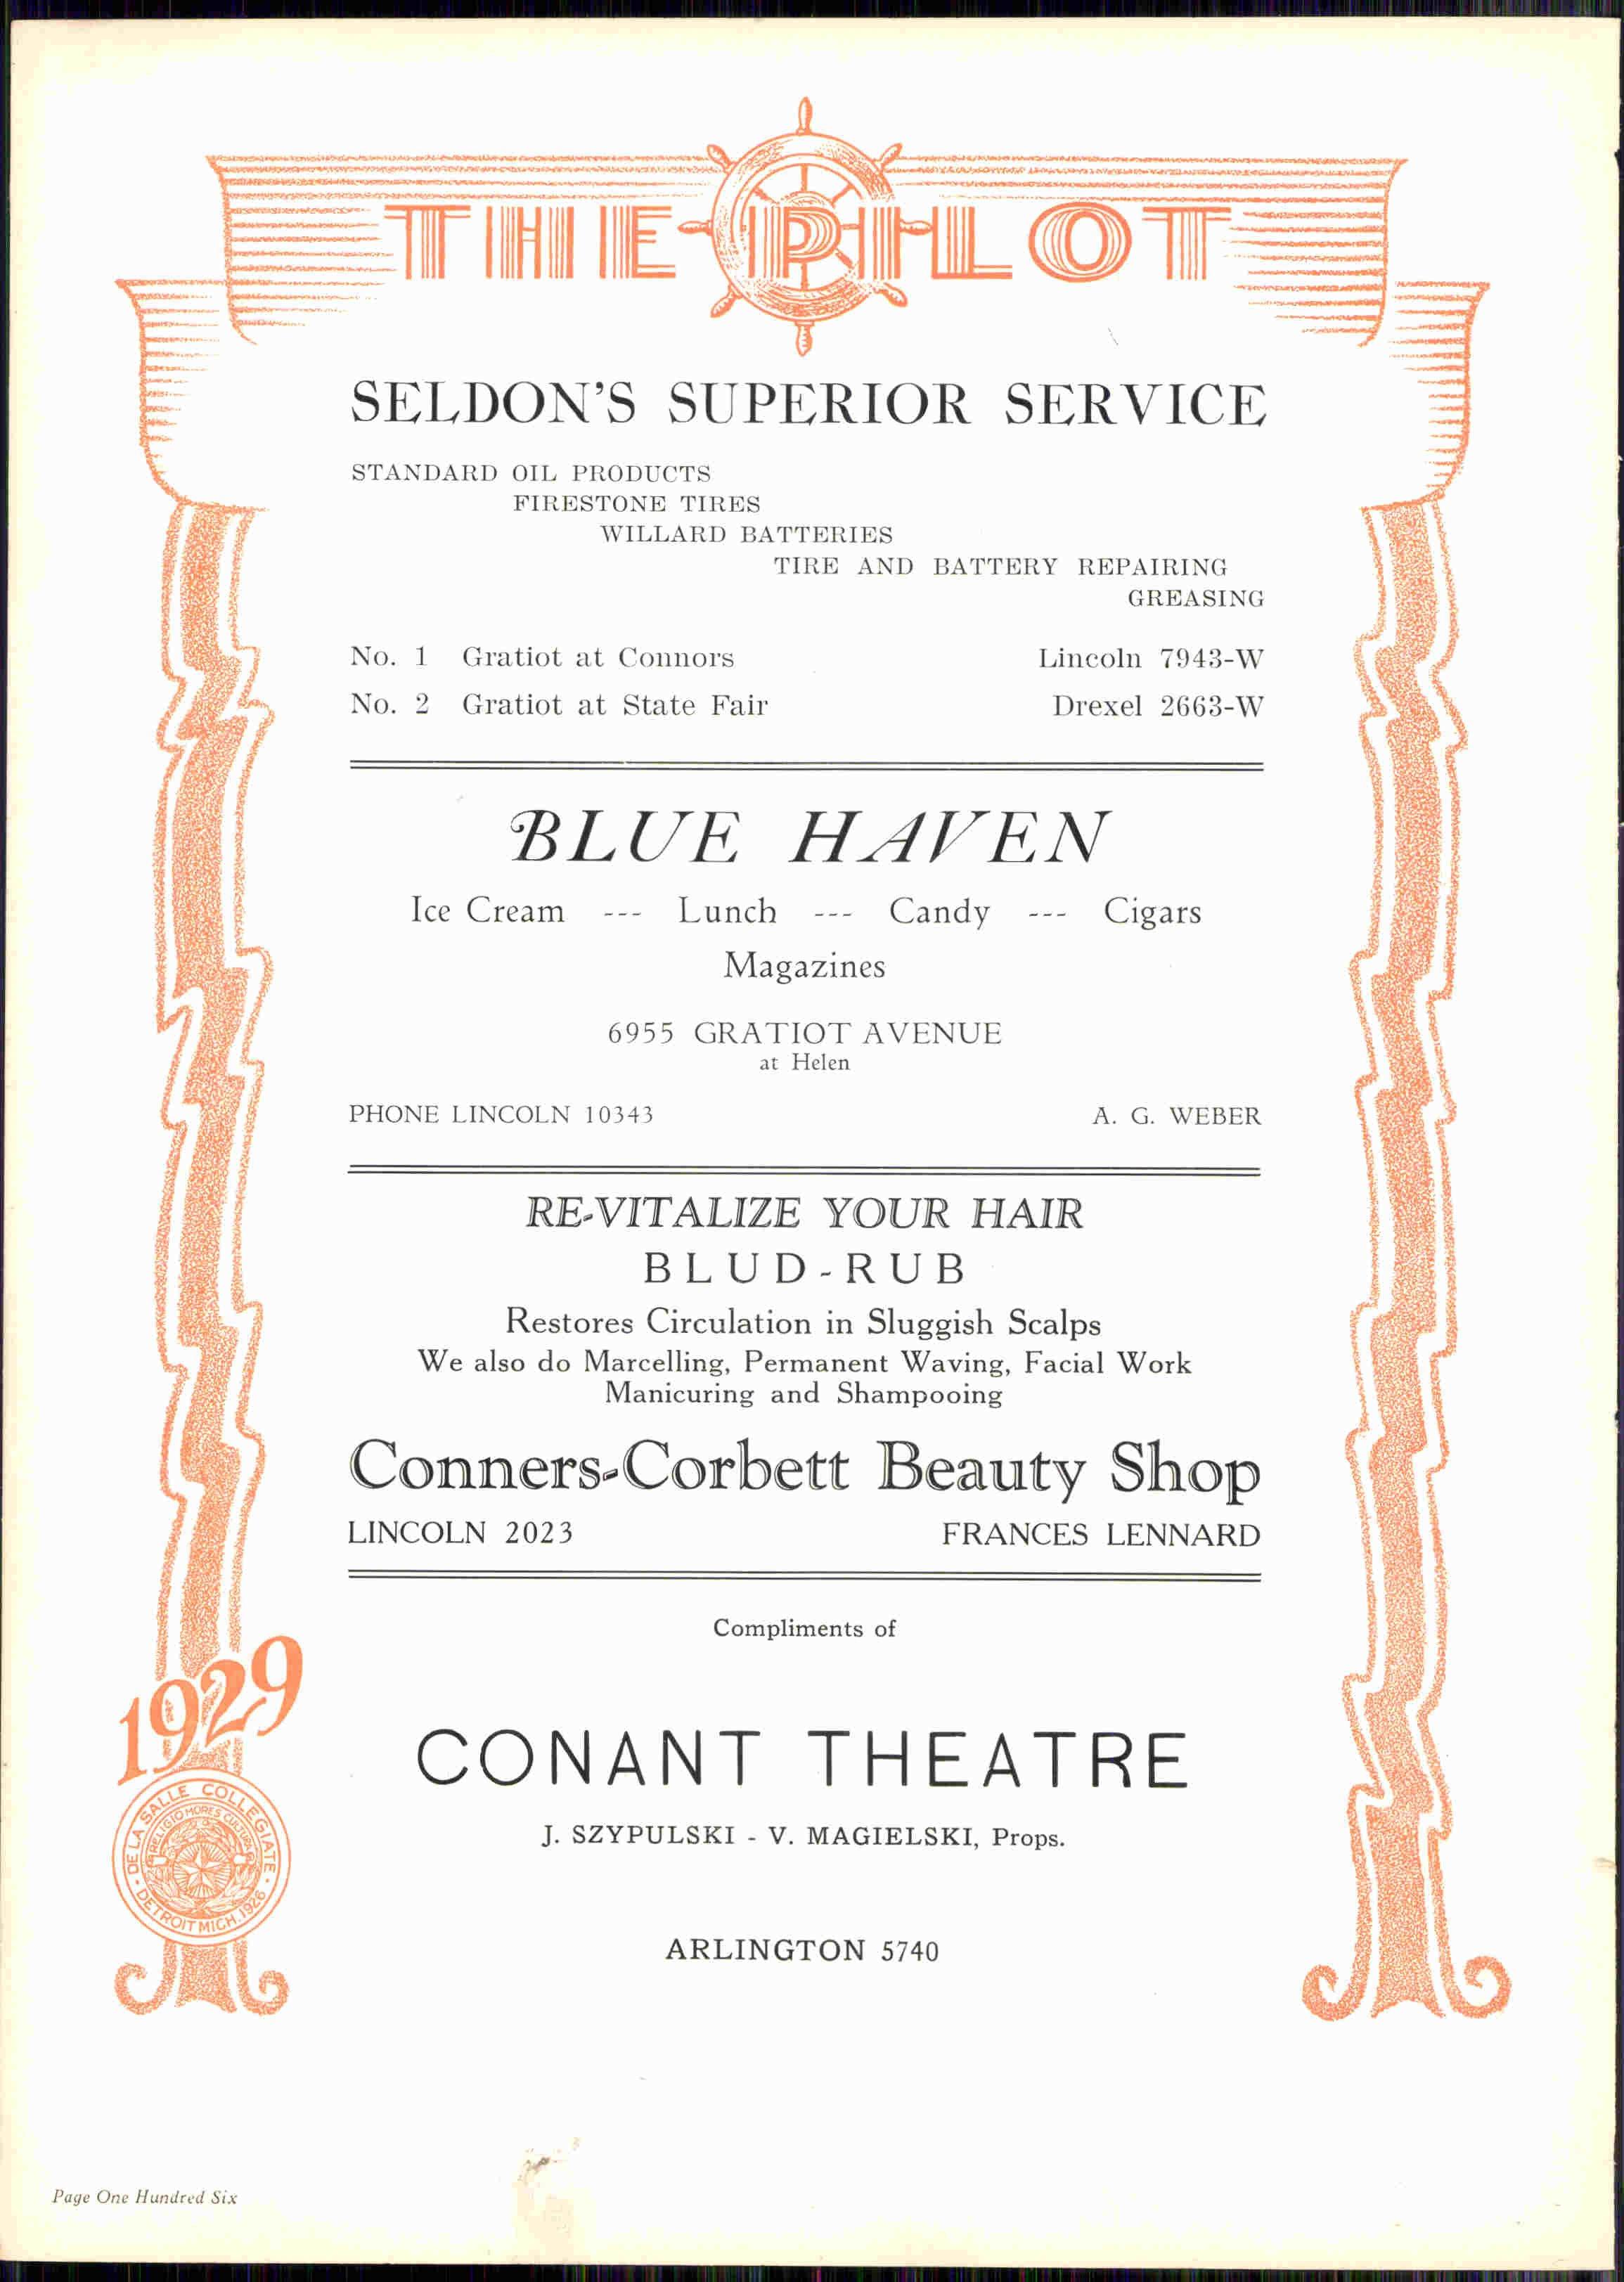 THE PILOT
SELDON'S SUPERIOR SERVICE
STANDARD OIL PRODUCTS
FIRESTONE TIRES
WILLARD BATTERIES
TIRE AND BATTERY REPAIRING
GREASING
No. 1 Gratiot at Connors Lincoln 7943-W
No. 2 Gratiot at State Fair Drexel 2663-W
BLUE HAVEN
Ice Cream --- Lunch --- Candy --- Cigars
Magazines
6955 GRATIOT AVENUE
at Helen
PHONE LINCOLN 10343 A. G. WEBER
RE-VITALIZE YOUR HAIR
BLUD-RUB
Restores Circulation in Sluggish Scalps
We also do Marcelling, Permanent Waving, Facial Work
Manicuring and Shampooing
Conners-Corbett Beauty Shop
LINCOLN 2023 FRANCES LENNARD
Compliments of
CONANT THEATRE
J. SZYPULSKI - V. MAGIELSKI, Props.
ARLINGTON 5740
1929
DE LA SALLE COLLEGIATE
RELIGIO MORES CULTURA
DETROIT MICH. 1926
Page One Hundred Six